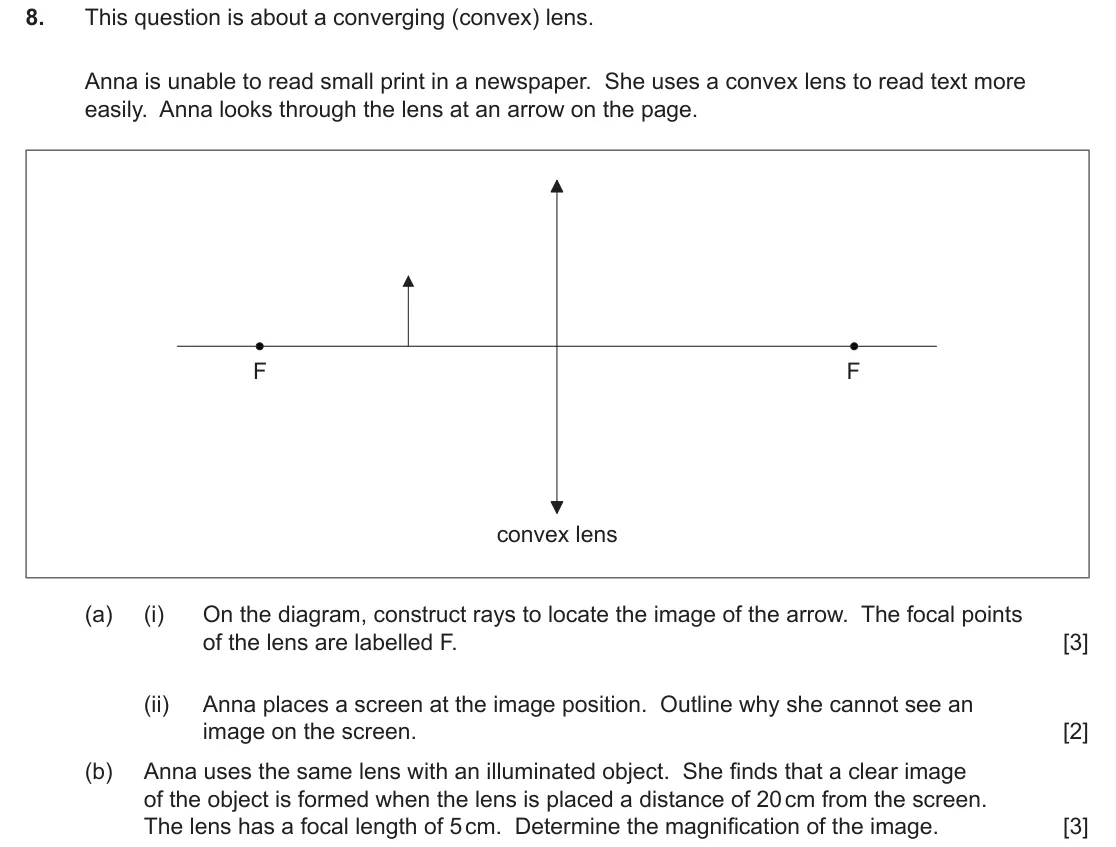 8. This question is about a converging (convex) lens.
Anna is unable to read small print in a newspaper. She uses a convex lens to read text more
easily. Anna looks through the lens at an arrow on the page.
F
F
convex lens
(a) (i) On the diagram, construct rays to locate the image of the arrow. The focal points
of the lens are labelled F. [3]
(ii) Anna places a screen at the image position. Outline why she cannot see an
image on the screen. [2]
(b) Anna uses the same lens with an illuminated object. She finds that a clear image
of the object is formed when the lens is placed a distance of 20 cm from the screen.
The lens has a focal length of 5 cm. Determine the magnification of the image. [3]